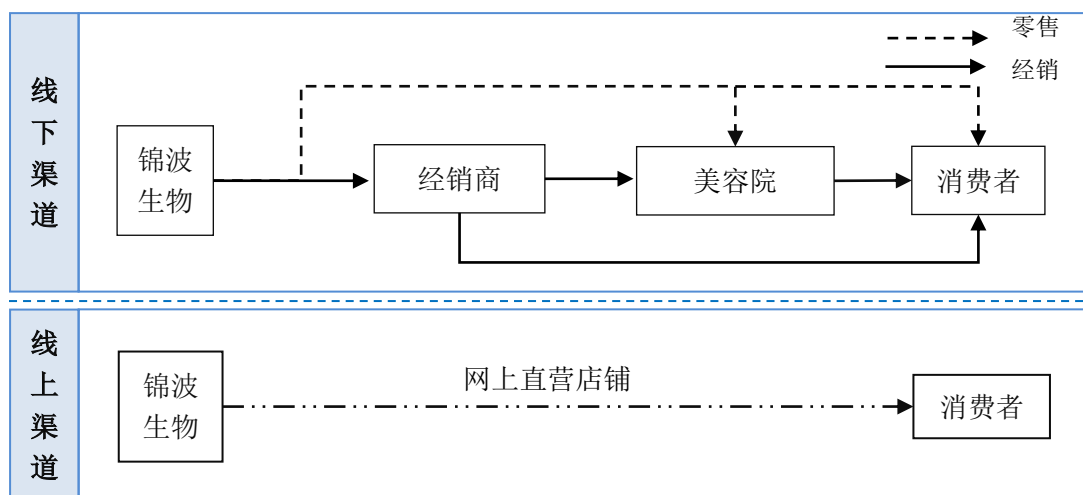 零售
经销
线下渠道
锦波
生物
经销商
美容院
消费者
线上渠道
锦波
生物
网上直营店铺
消费者